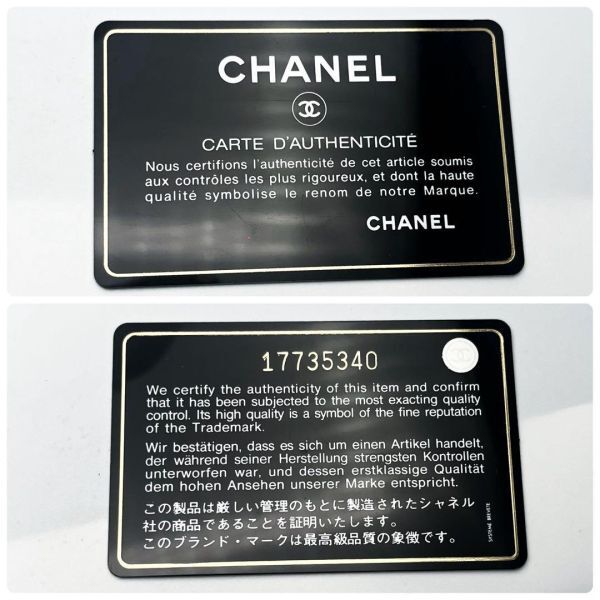 CHANEL
CARTE D'AUTHENTICITÉ
Nous certifions l'authenticité de cet article soumis
aux contrôles les plus rigoureux, et dont la haute
qualité symbolise le renom de notre Marque.
CHANEL
17735340
We certify the authenticity of this item and confirm
that it has been subjected to the most exacting quality
control. Its high quality is a symbol of the fine reputation
of the Trademark.
Wir bestätigen, dass es sich um einen Artikel handelt,
der während seiner Herstellung strengsten Kontrollen
unterworfen war, und dessen erstklassige Qualität
dem hohen Ansehen unserer Marke entspricht.
この製品は厳しい管理のもとに製造されたシャネル
社の商品であることを証明いたします。
このブランド・マークは最高級品質の象徴です。
SYSTEME BREVETE